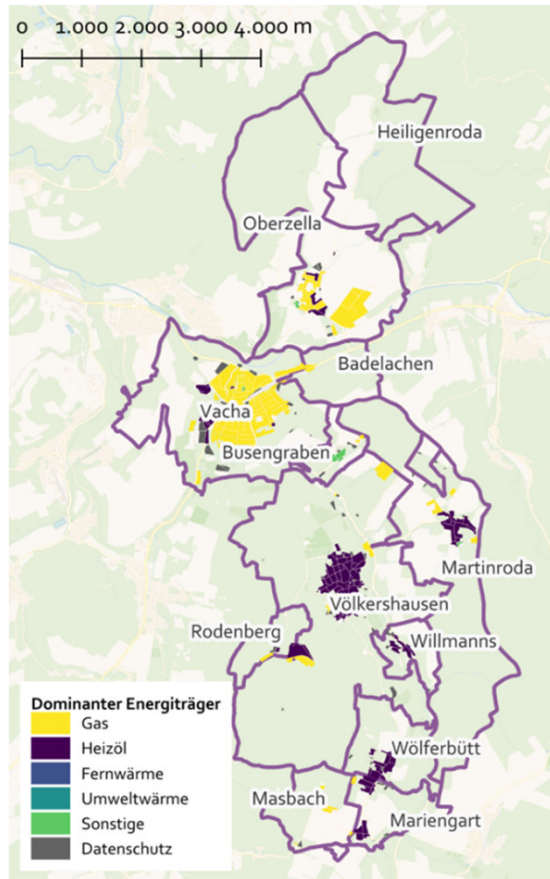 0 1.000 2.000 3.000 4.000 m
Heiligenroda
Oberzella
Badelachen
Vacha
Busengraben
Martinroda
Völkershausen
Rodenberg
Willmanns
Wölferbütt
Masbach
Mariengart
Dominanter Energiträger
Gas
Heizöl
Fernwärme
Umweltwärme
Sonstige
Datenschutz